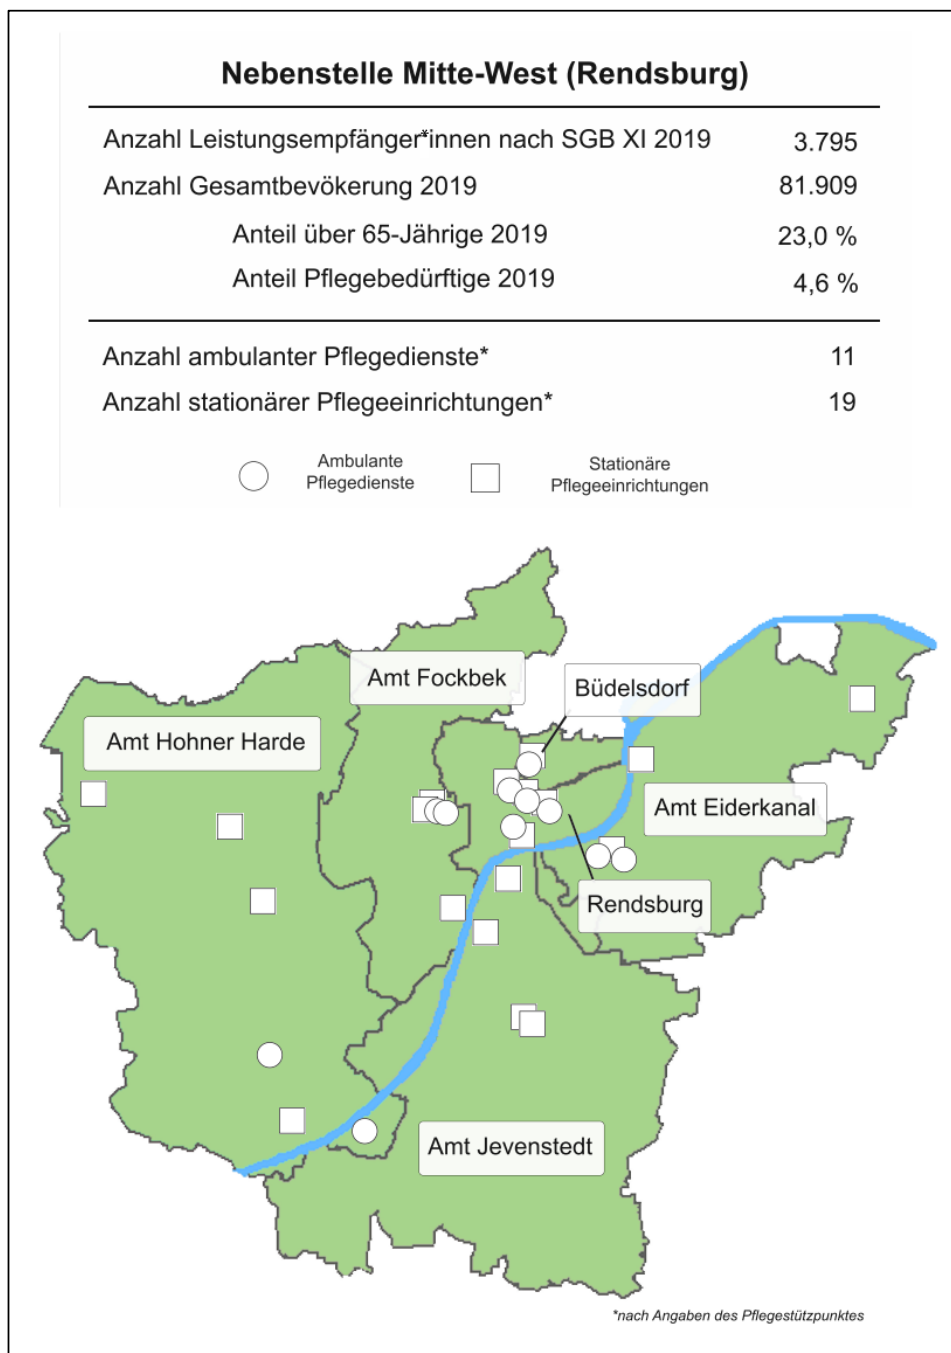 Nebenstelle Mitte-West (Rendsburg)
Anzahl Leistungsempfänger*innen nach SGB XI 2019 3.795
Anzahl Gesamtbevökerung 2019 81.909
Anteil über 65-Jährige 2019 23,0 %
Anteil Pflegebedürftige 2019 4,6 %
Anzahl ambulanter Pflegedienste* 11
Anzahl stationärer Pflegeeinrichtungen* 19
Ambulante
Pflegedienste
Stationäre
Pflegeeinrichtungen
Amt Fockbek
Büdelsdorf
Amt Hohner Harde
Amt Eiderkanal
Rendsburg
Amt Jevenstedt
*nach Angaben des Pflegestützpunktes